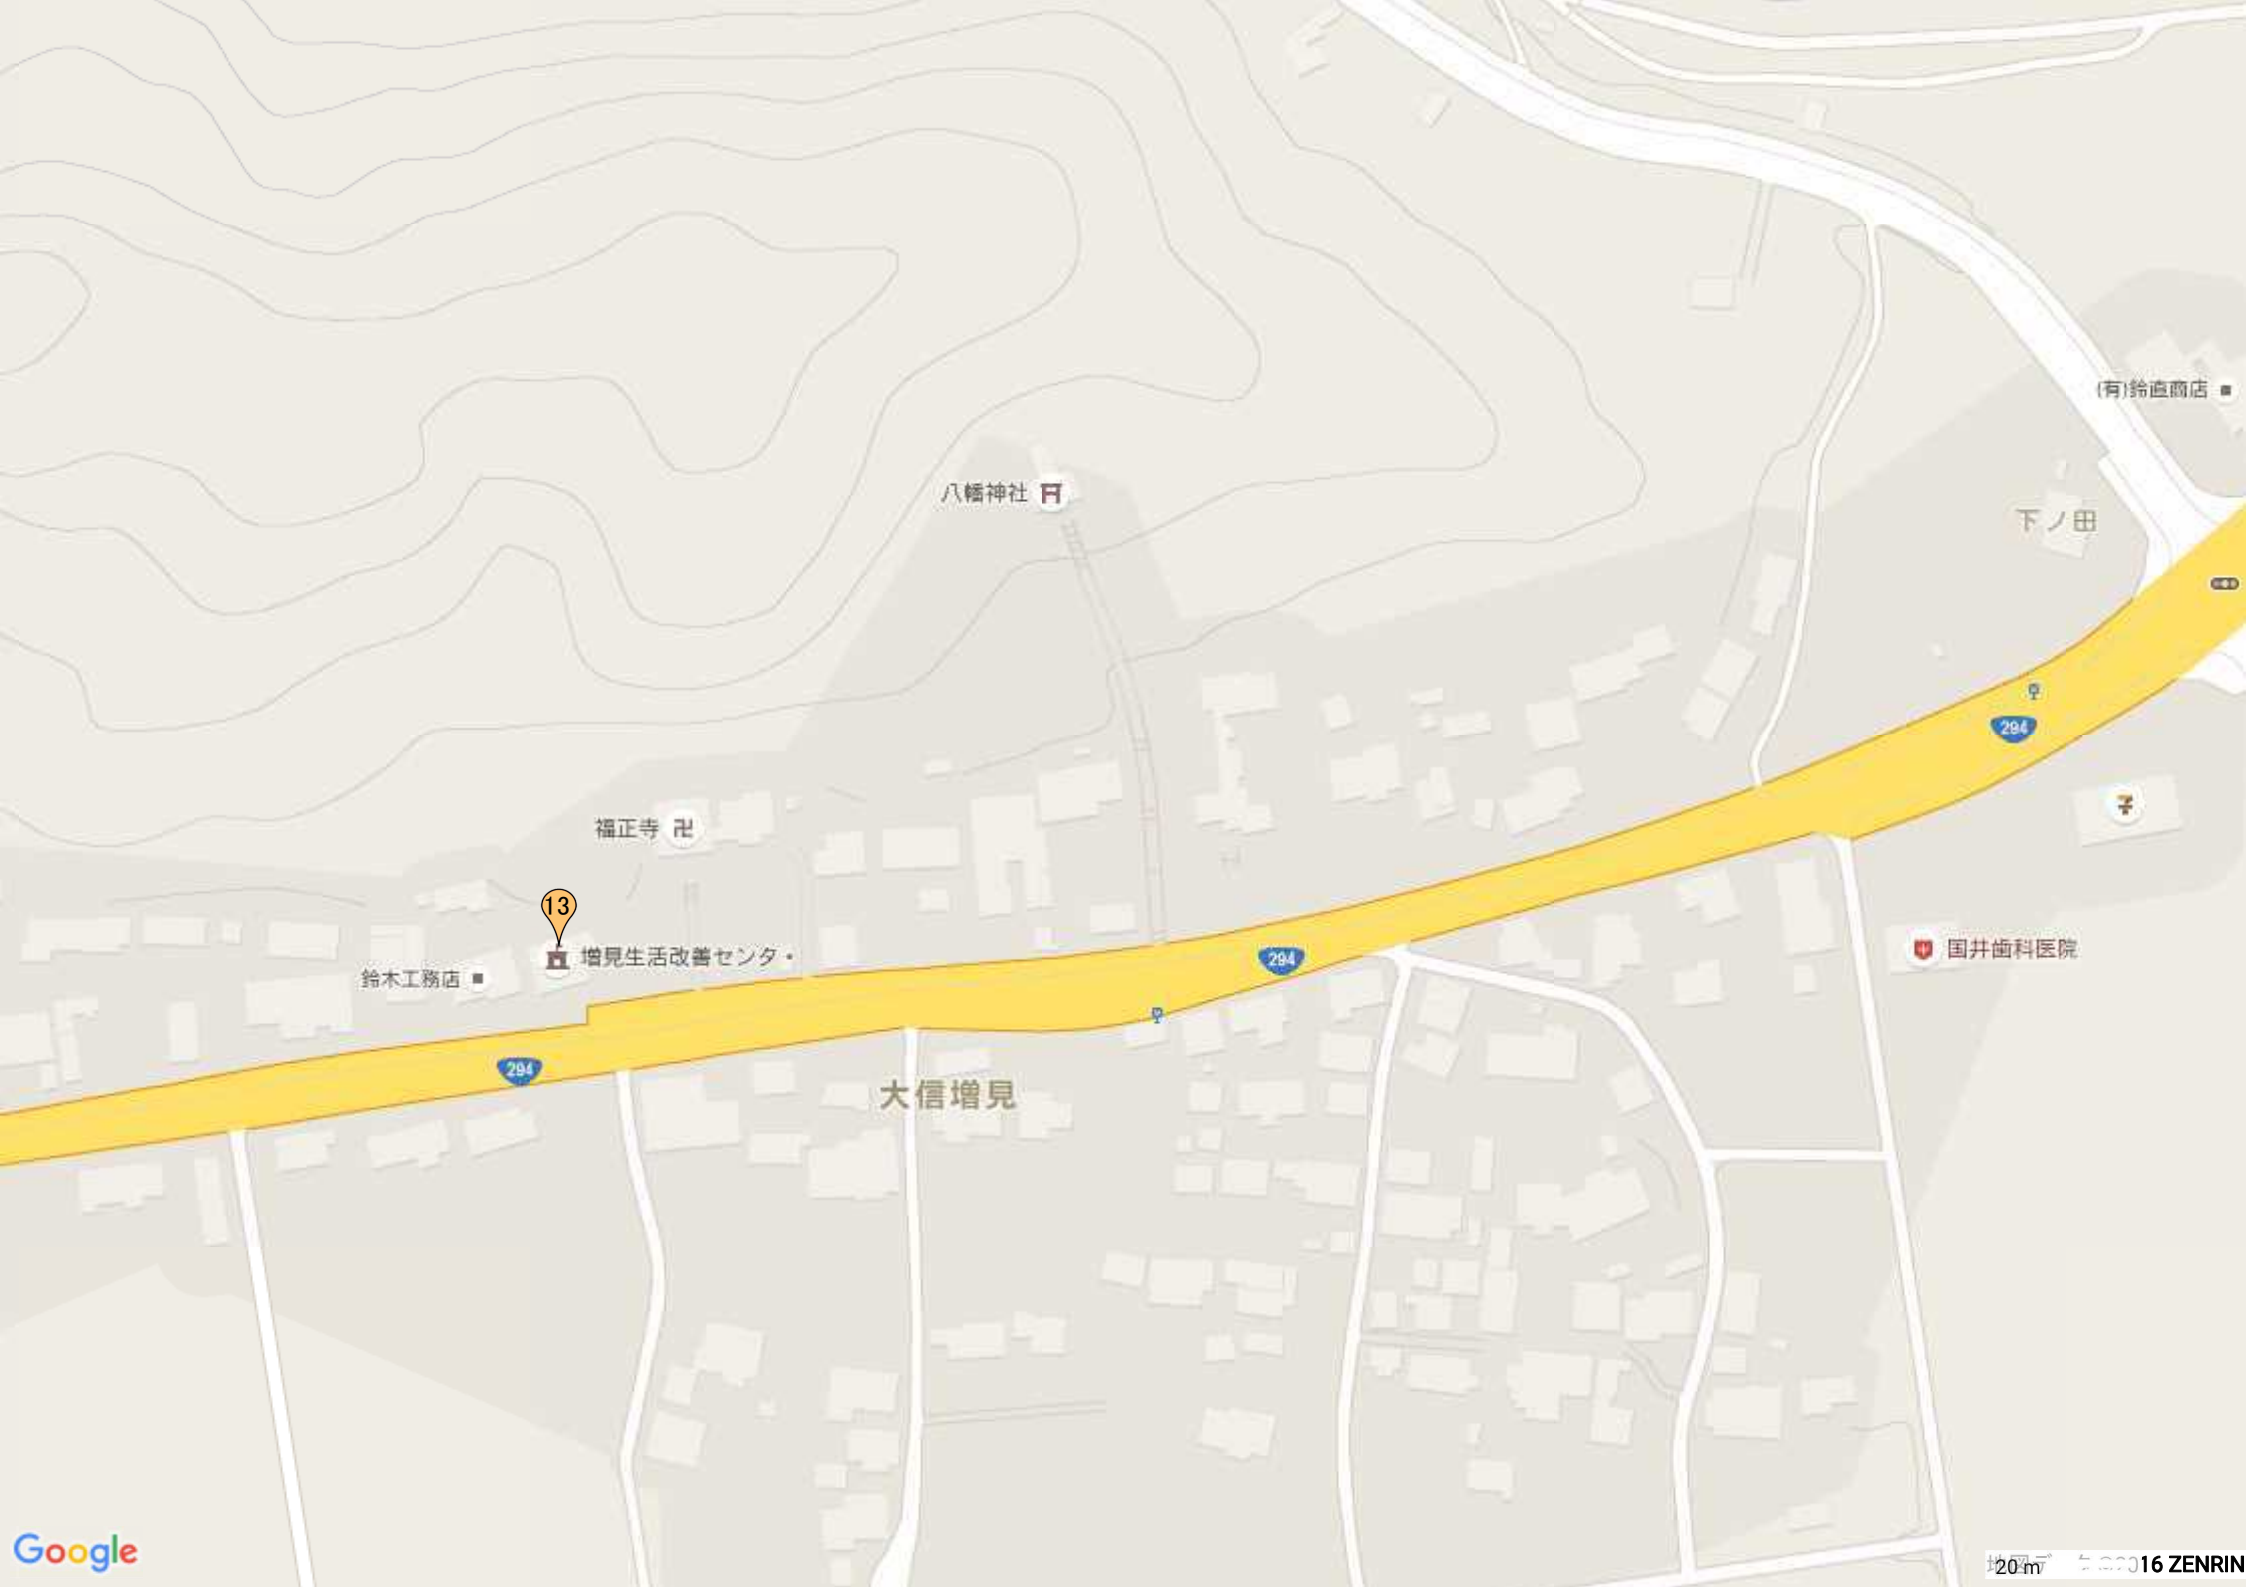 (有)鈴直商店
八幡神社
下ノ田
294
福正寺
13
増見生活改善センタ・
国井歯科医院
鈴木工務店
294
294
大信増見
Google
20 m
16 ZENRIN